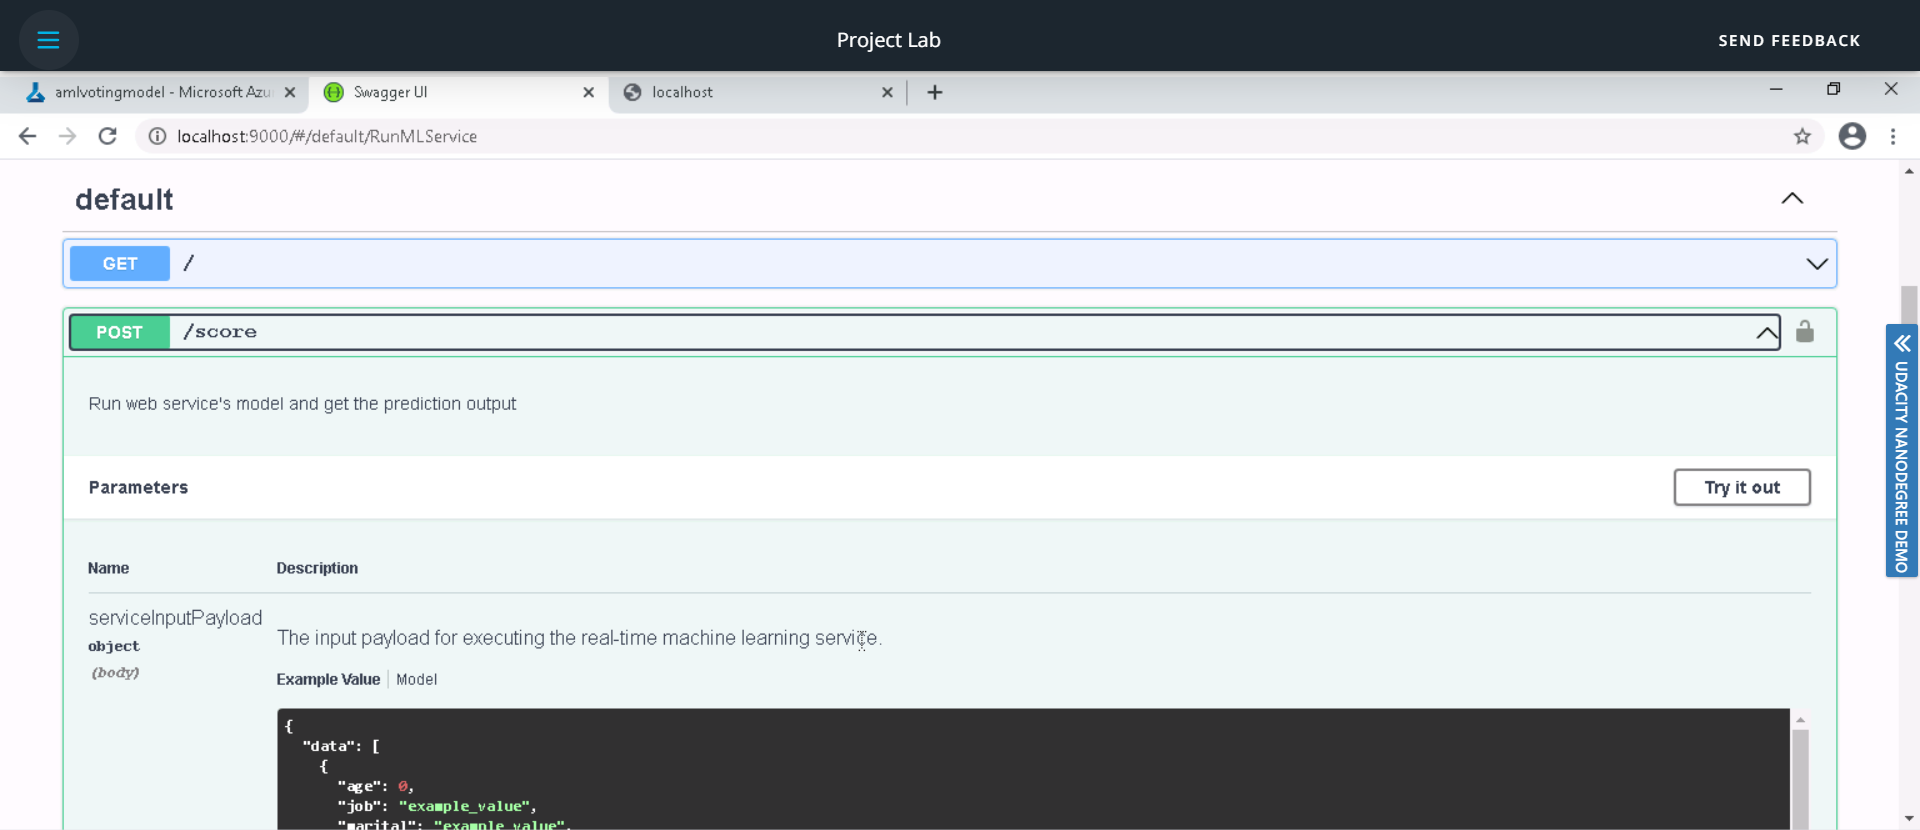 Project Lab
SEND FEEDBACK
amlvotingmodel - Microsoft Azu
Swagger UI
localhost
localhost:9000/#/default/RunMLService
default
GET /
POST /score
Run web service's model and get the prediction output
Parameters
Try it out
Name Description
serviceInputPayload
object
(body)
The input payload for executing the real-time machine learning service.
Example Value Model
{
"data": [
{
"age": 0,
"job": "example_value",
"marital": "example_value",
UDACITY NANODEGREE DEMO